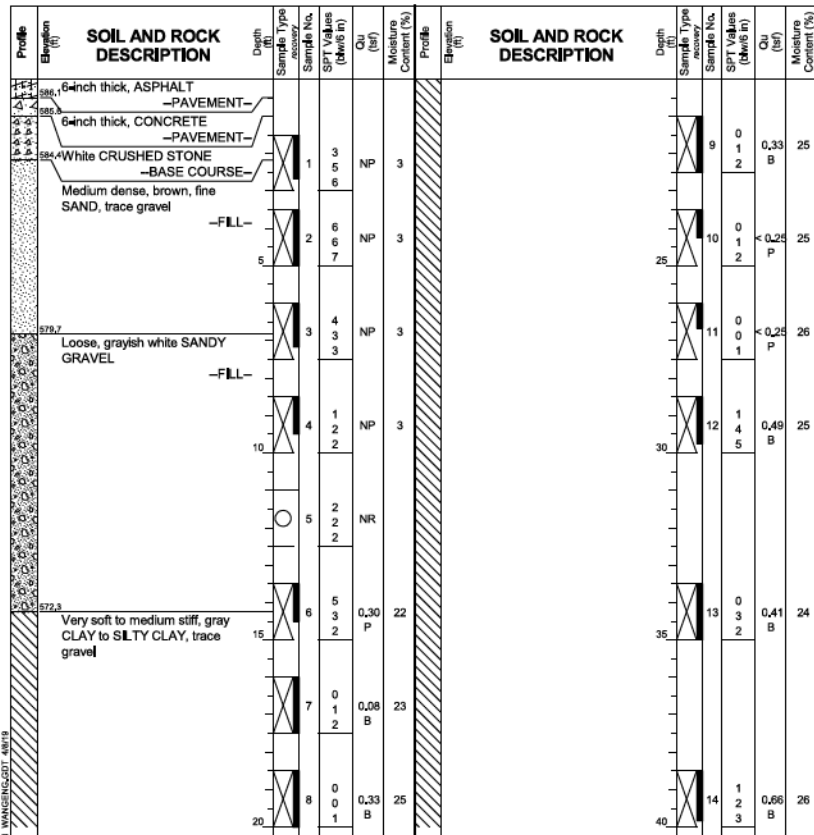 Profile
Elevation (ft)
SOIL AND ROCK DESCRIPTION
Depth (ft)
Sample Type
recovery
Sample No.
SPT Values (blw/6 in)
Qu (tsf)
Moisture Content (%)
Profile
Elevation (ft)
SOIL AND ROCK DESCRIPTION
Depth (ft)
Sample Type
recovery
Sample No.
SPT Values (blw/6 in)
Qu (tsf)
Moisture Content (%)
6-inch thick, ASPHALT
586.1
--PAVEMENT--
6-inch thick, CONCRETE
--PAVEMENT--
584.4 White CRUSHED STONE
--BASE COURSE--
Medium dense, brown, fine
SAND, trace gravel
--FILL--
579.7
Loose, grayish white SANDY
GRAVEL
--FILL--
572.3
Very soft to medium stiff, gray
CLAY to SILTY CLAY, trace
gravel
1 3 5 6 NP 3
2 6 6 7 NP 3
5
3 4 3 3 NP 3
4 1 2 2 NP 3
10
5 2 2 2 NR
6 5 3 2 0.30 P 22
15
7 0 1 2 0.08 B 23
8 0 0 1 0.33 B 25
20
9 0 1 2 0.33 B 25
10 0 1 2 < 0.25 P 25
25
11 0 0 1 < 0.25 P 26
12 1 4 5 0.49 B 25
30
13 0 3 2 0.41 B 24
35
14 1 2 3 0.66 B 26
40
WANGENG.GDT 4/8/19